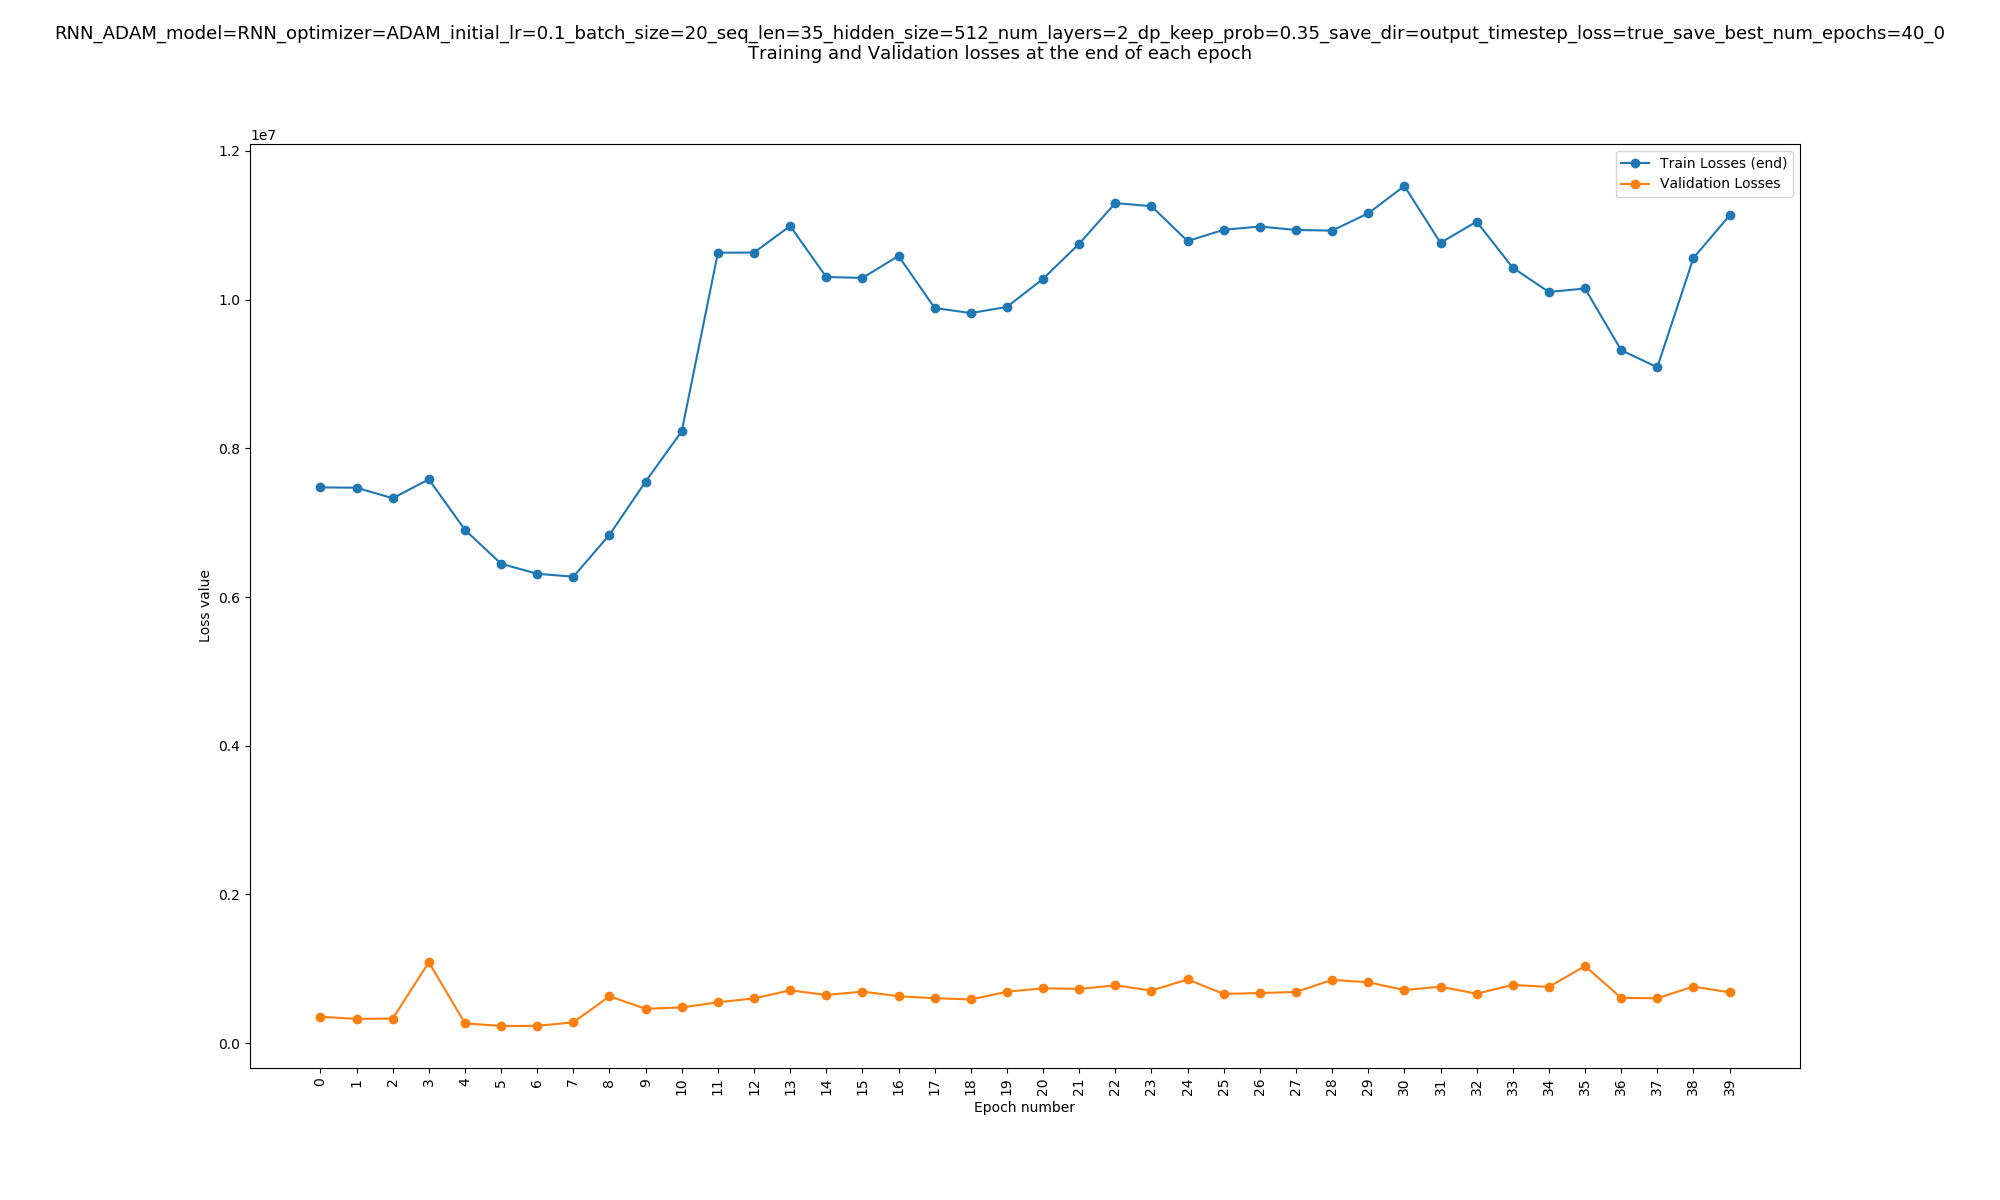 RNN_ADAM_model=RNN_optimizer=ADAM_initial_lr=0.1_batch_size=20_seq_len=35_hidden_size=512_num_layers=2_dp_keep_prob=0.35_save_dir=output_timestep_loss=true_save_best_num_epochs=40_0
Training and Validation losses at the end of each epoch
1e7
1.2
1.0
0.8
0.6
0.4
0.2
0.0
Loss value
Train Losses (end)
Validation Losses
0 1 2 3 4 5 6 7 8 9 10 11 12 13 14 15 16 17 18 19 20 21 22 23 24 25 26 27 28 29 30 31 32 33 34 35 36 37 38 39
Epoch number